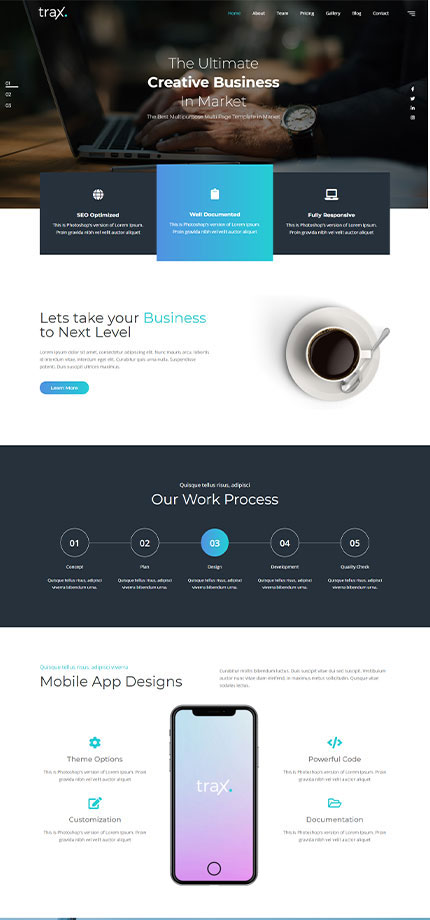 trax.
Home About Team Pricing Gallery Blog Contact
The Ultimate
Creative Business
in Market
The Best Multipurpose Multi Page Template in Market
01
02
03
SEO Optimized
This is Photoshop's version of Lorem Ipsum.
Proin gravida nibh vel velit auctor aliquet
Well Documented
This is Photoshop's version of Lorem Ipsum.
Proin gravida nibh vel velit auctor aliquet
Fully Responsive
This is Photoshop's version of Lorem Ipsum.
Proin gravida nibh vel velit auctor aliquet
Lets take your Business
to Next Level
Lorem ipsum dolor sit amet, consectetur adipiscing elit. Nunc mauris arcu, lobortis
id interdum vitae, interdum eget elit. Curabitur quis urna nulla. Suspendisse
potenti. Duis suscipit ultrices maximus.
Learn More
Quisque tellus risus, adipisci
Our Work Process
01
02
03
04
05
Concept
Plan
Design
Development
Quality Check
Quisque tellus risus, adipisci
viverra bibendum urna.
Quisque tellus risus, adipisci
viverra bibendum urna.
Quisque tellus risus, adipisci
viverra bibendum urna.
Quisque tellus risus, adipisci
viverra bibendum urna.
Quisque tellus risus, adipisci
viverra bibendum urna.
Quisque tellus risus, adipisci viverra
Mobile App Designs
Curabitur mollis bibendum luctus. Duis suscipit vitae dui sed suscipit. Vestibulum
auctor nunc vitae diam eleifend, in maximus metus sollicitudin. Quisque vitae
sodales lectus.
Theme Options
This is Photoshop's version of Lorem Ipsum. Proin
gravida nibh vel velit auctor aliquet
Customization
This is Photoshop's version of Lorem Ipsum. Proin
gravida nibh vel velit auctor aliquet
trax.
Powerful Code
This is Photoshop's version of Lorem Ipsum. Proin
gravida nibh vel velit auctor aliquet
Documentation
This is Photoshop's version of Lorem Ipsum. Proin
gravida nibh vel velit auctor aliquet